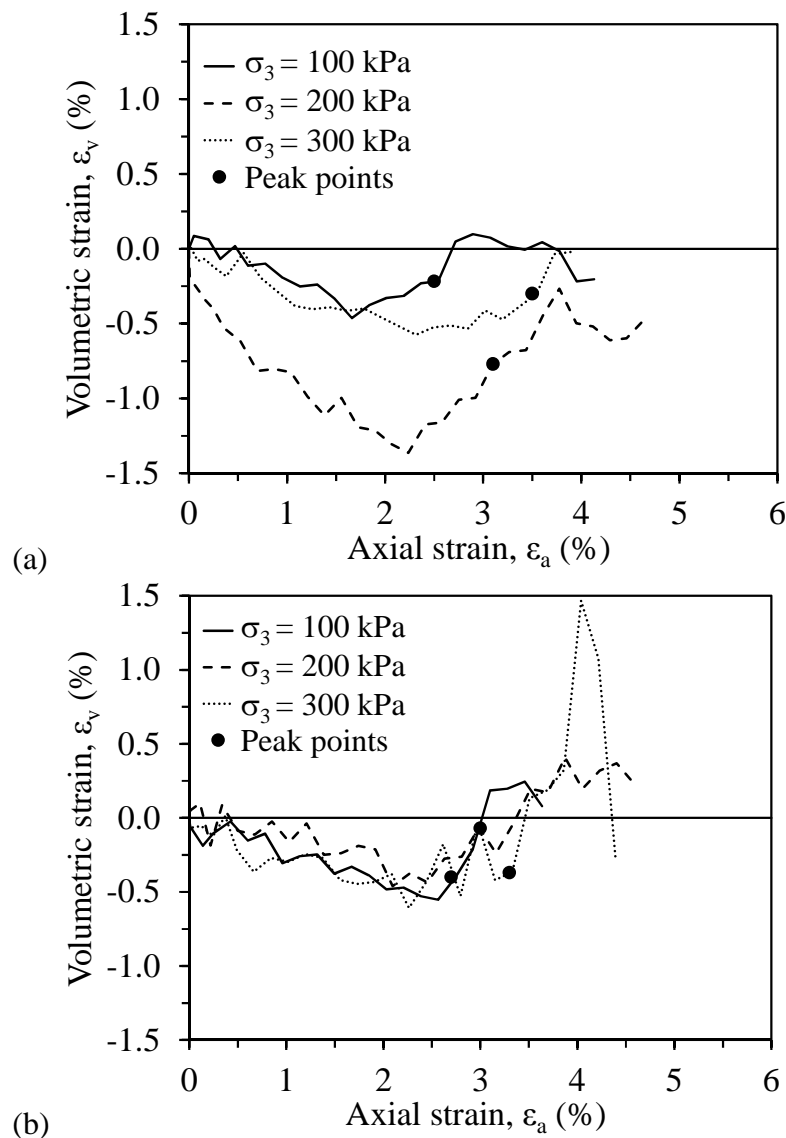 1.5
σ3 = 100 kPa
1.0
σ3 = 200 kPa
σ3 = 300 kPa
0.5
Peak points
0.0
-0.5
-1.0
-1.5
Volumetric strain, εv (%)
0 1 2 3 4 5 6
Axial strain, εa (%)
(a)
1.5
σ3 = 100 kPa
1.0
σ3 = 200 kPa
σ3 = 300 kPa
0.5
Peak points
0.0
-0.5
-1.0
-1.5
Volumetric strain, εv (%)
0 1 2 3 4 5 6
Axial strain, εa (%)
(b)